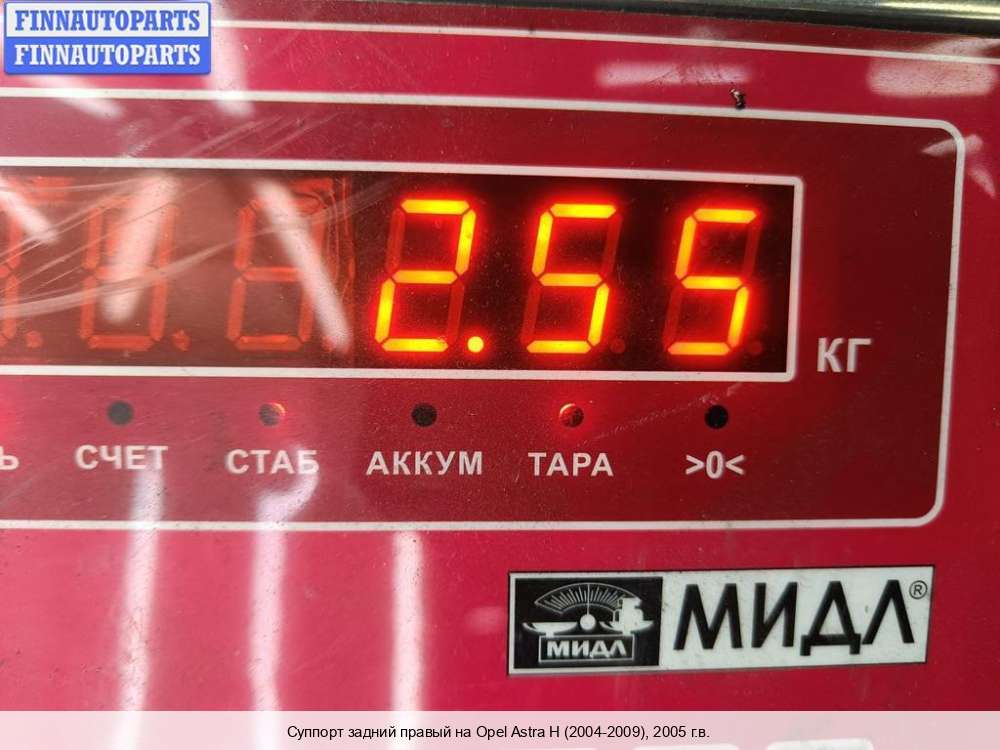 FINNAUTOPARTS
FINNAUTOPARTS
2.55
КГ
Ь СЧЕТ СТАБ АККУМ ТАРА >0<
МИДЛ МИДЛ®
Суппорт задний правый на Opel Astra H (2004-2009), 2005 г.в.